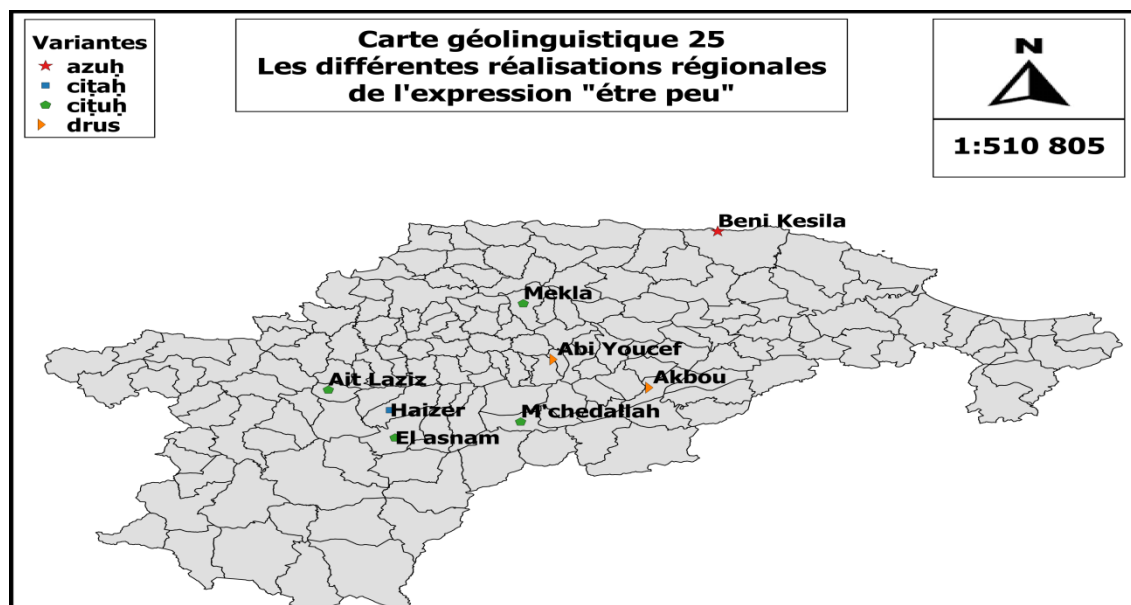 Variantes
azuḥ
ciṭaḥ
ciṭuḥ
drus
Carte géolinguistique 25
Les différentes réalisations régionales
de l'expression "étre peu"
N
1:510 805
Beni Kesila
Mekla
Abi Youcef
Akbou
Ait Laziz
Haizer
M'chedallah
El asnam